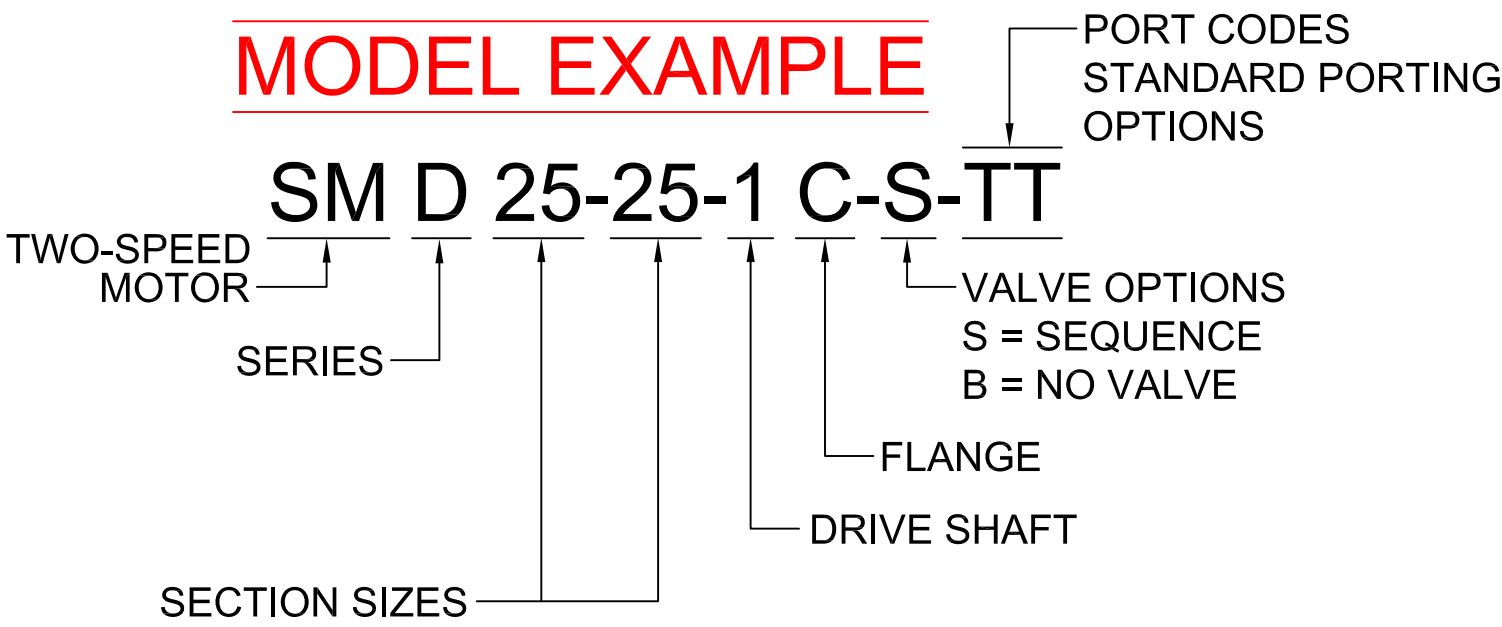 MODEL EXAMPLE
PORT CODES
STANDARD PORTING
OPTIONS
SM D 25-25-1 C-S-TT
TWO-SPEED
MOTOR
VALVE OPTIONS
S = SEQUENCE
B = NO VALVE
SERIES
FLANGE
DRIVE SHAFT
SECTION SIZES